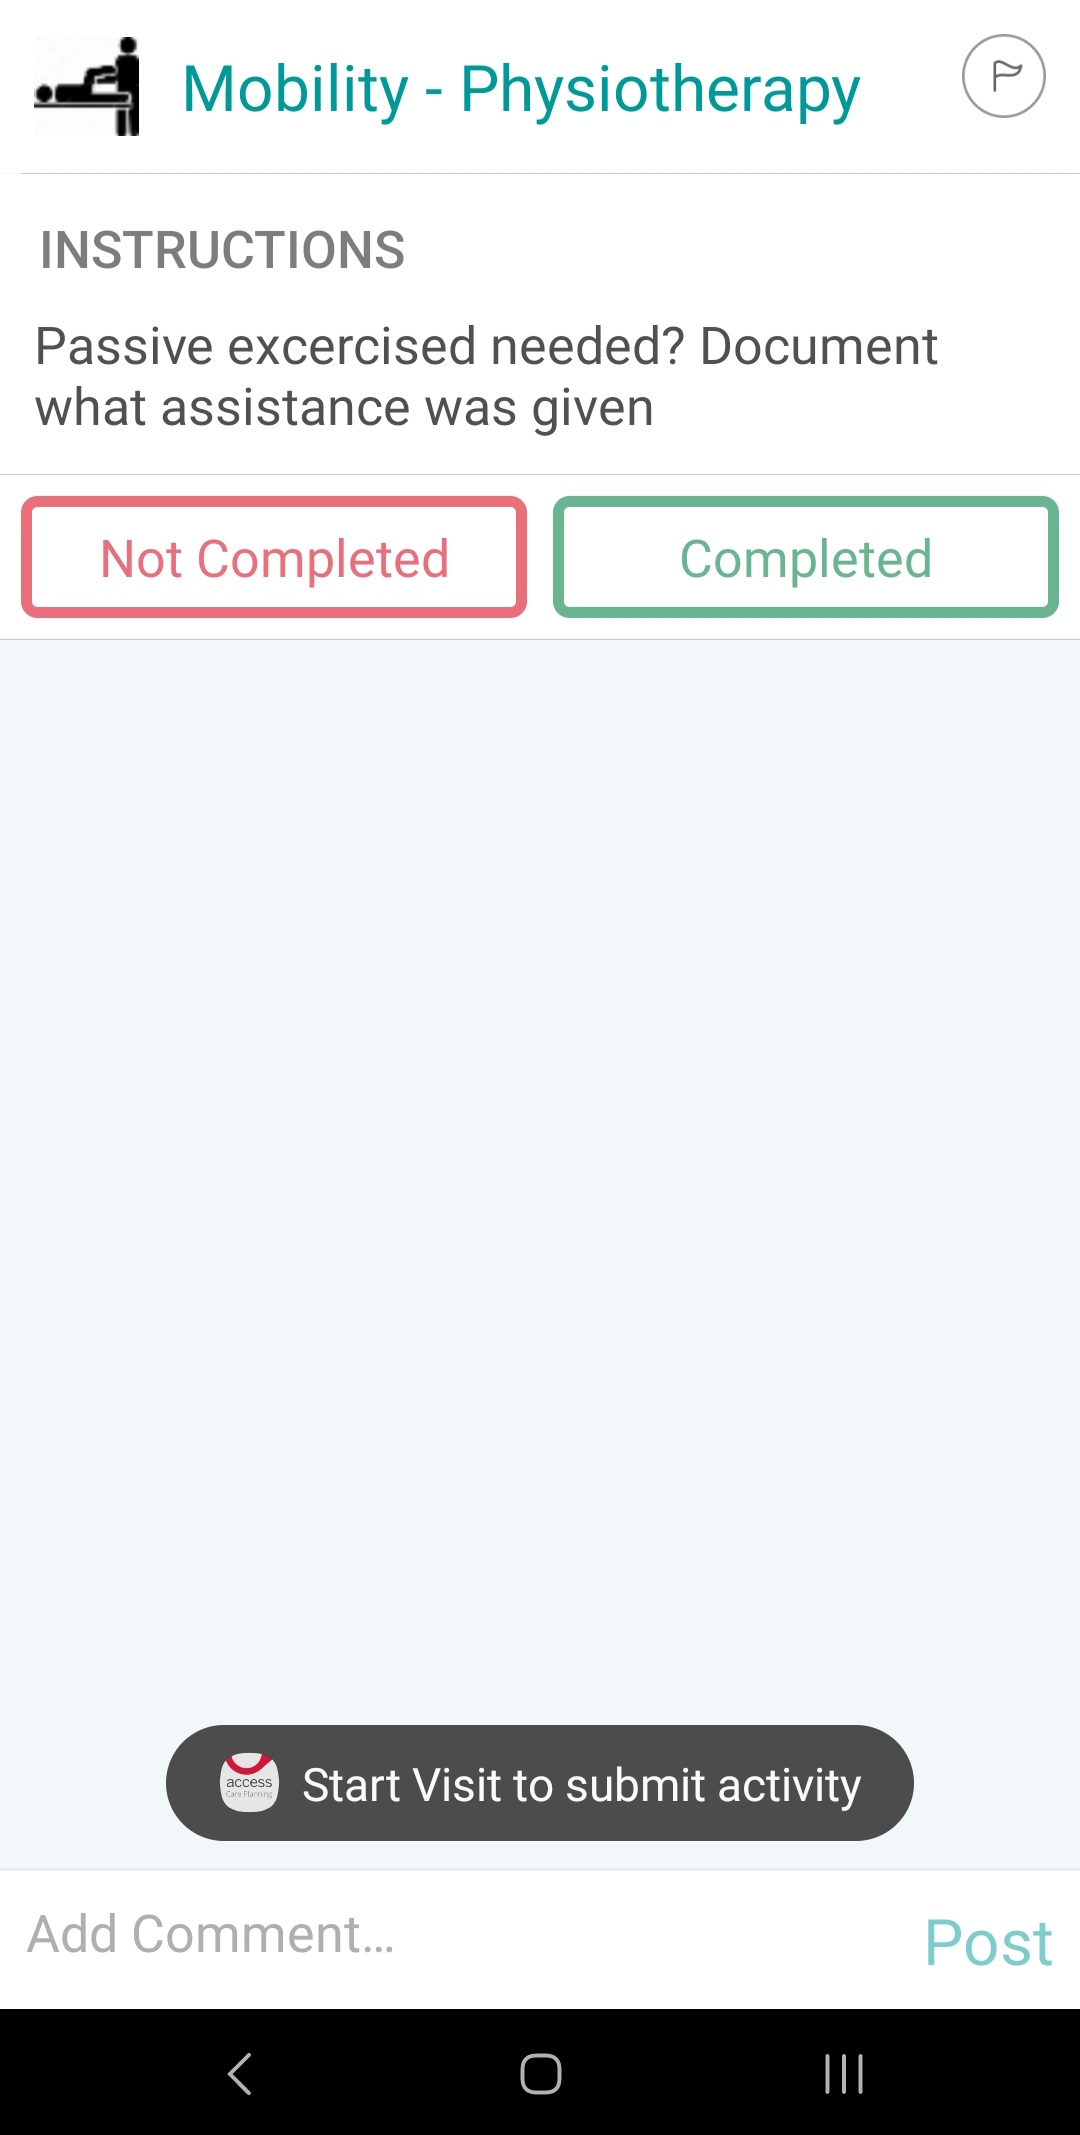 Mobility - Physiotherapy
INSTRUCTIONS
Passive excercised needed? Document
what assistance was given
Not Completed
Completed
access
Care Planning
Start Visit to submit activity
Add Comment...
Post